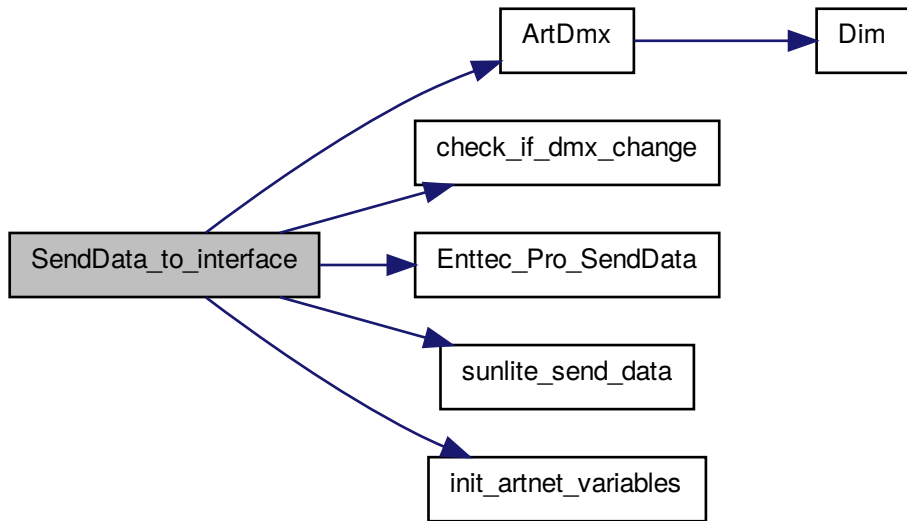 ArtDmx
Dim
check_if_dmx_change
SendData_to_interface
Enttec_Pro_SendData
sunlite_send_data
init_artnet_variables